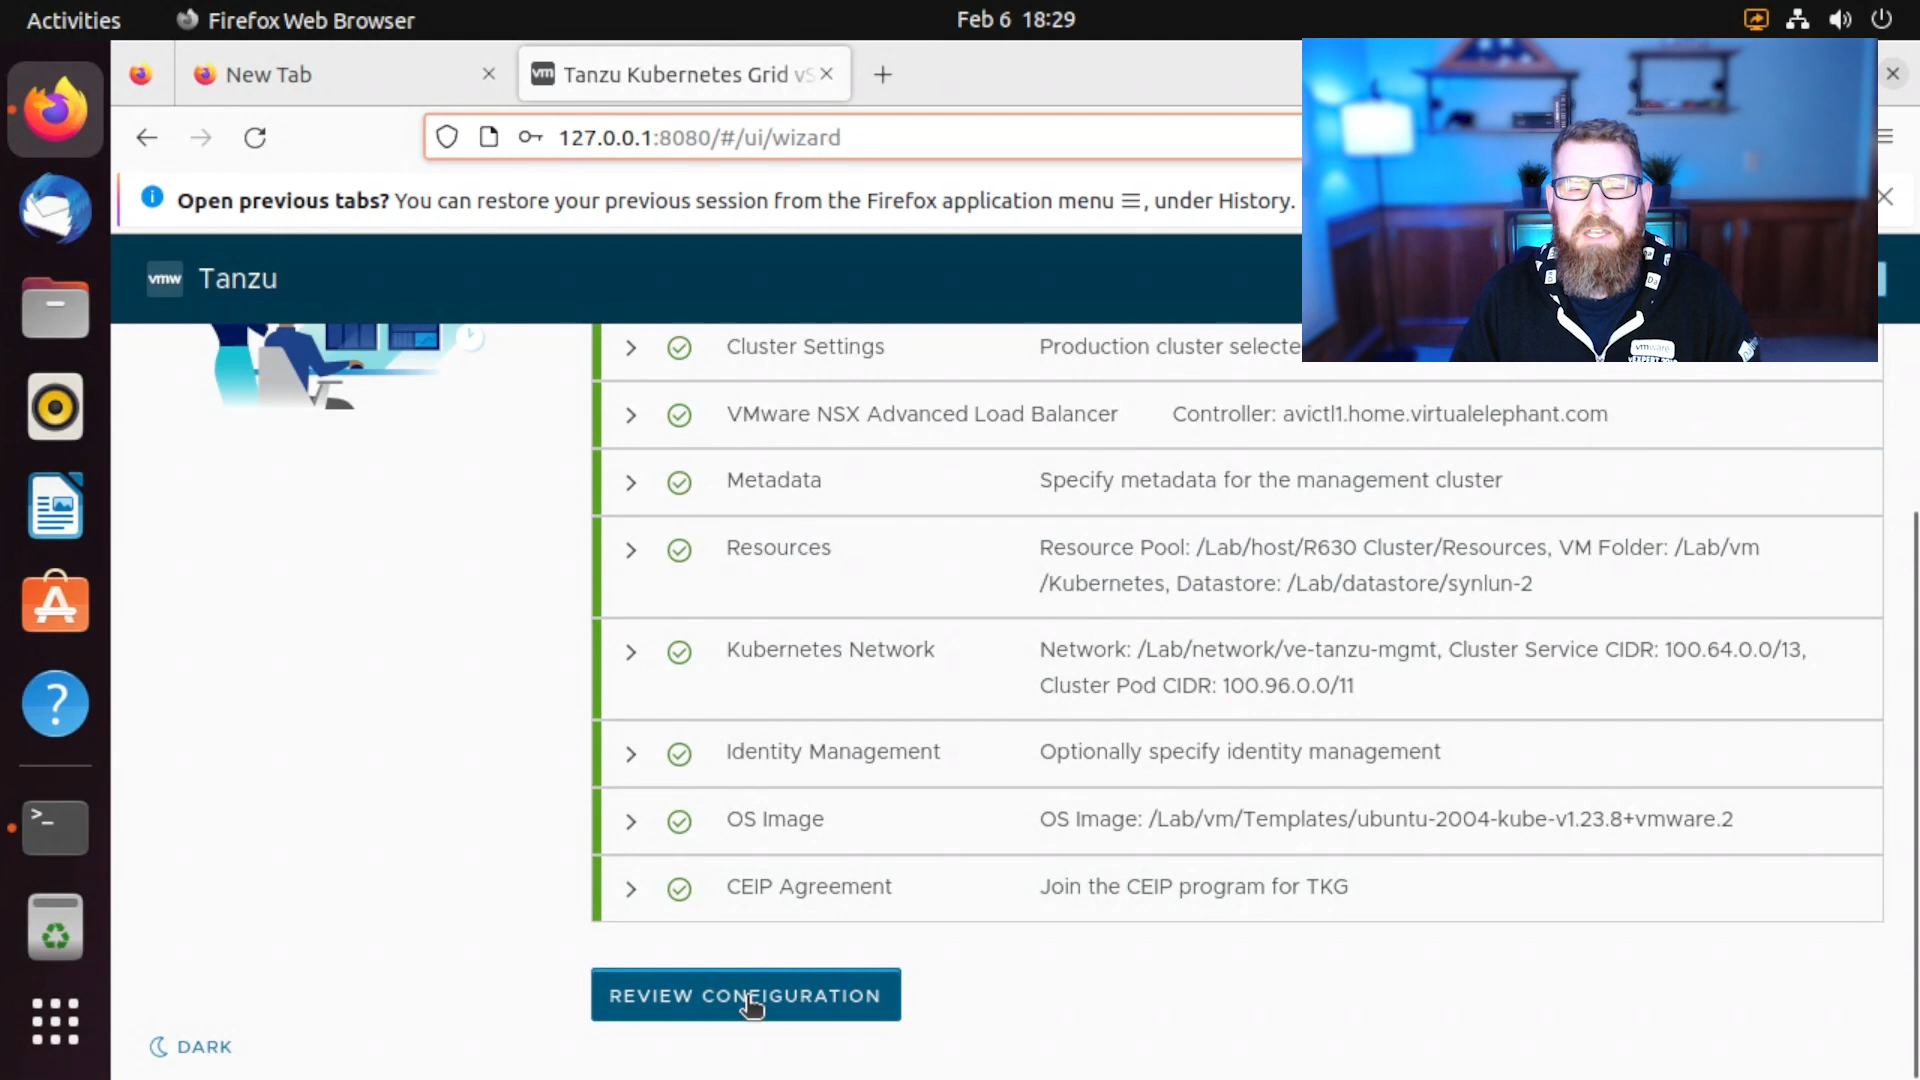 Activities
Firefox Web Browser
Feb 6 18:29
New Tab
vm Tanzu Kubernetes Grid vS
127.0.0.1:8080/#/ui/wizard
Open previous tabs? You can restore your previous session from the Firefox application menu ☰, under History.
vmw Tanzu
Cluster Settings
Production cluster selecte
VMware NSX Advanced Load Balancer
Controller: avictl1.home.virtualelephant.com
Metadata
Specify metadata for the management cluster
Resources
Resource Pool: /Lab/host/R630 Cluster/Resources, VM Folder: /Lab/vm
/Kubernetes, Datastore: /Lab/datastore/synlun-2
Kubernetes Network
Network: /Lab/network/ve-tanzu-mgmt, Cluster Service CIDR: 100.64.0.0/13,
Cluster Pod CIDR: 100.96.0.0/11
Identity Management
Optionally specify identity management
OS Image
OS Image: /Lab/vm/Templates/ubuntu-2004-kube-v1.23.8+vmware.2
CEIP Agreement
Join the CEIP program for TKG
REVIEW CONFIGURATION
DARK
vmware